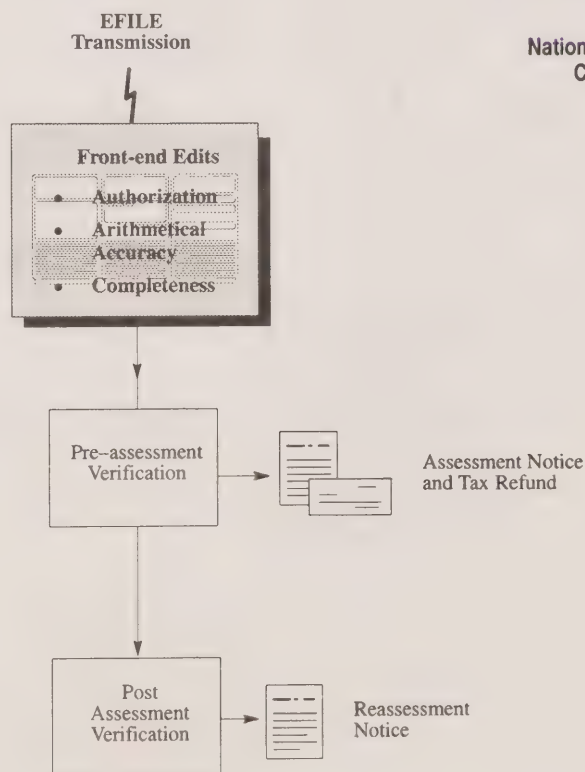 EFILE
Transmission
Nation
C
Front-end Edits
• Authorization
• Arithmetical
Accuracy
• Completeness
Pre-assessment
Verification
Assessment Notice
and Tax Refund
Post
Assessment
Verification
Reassessment
Notice